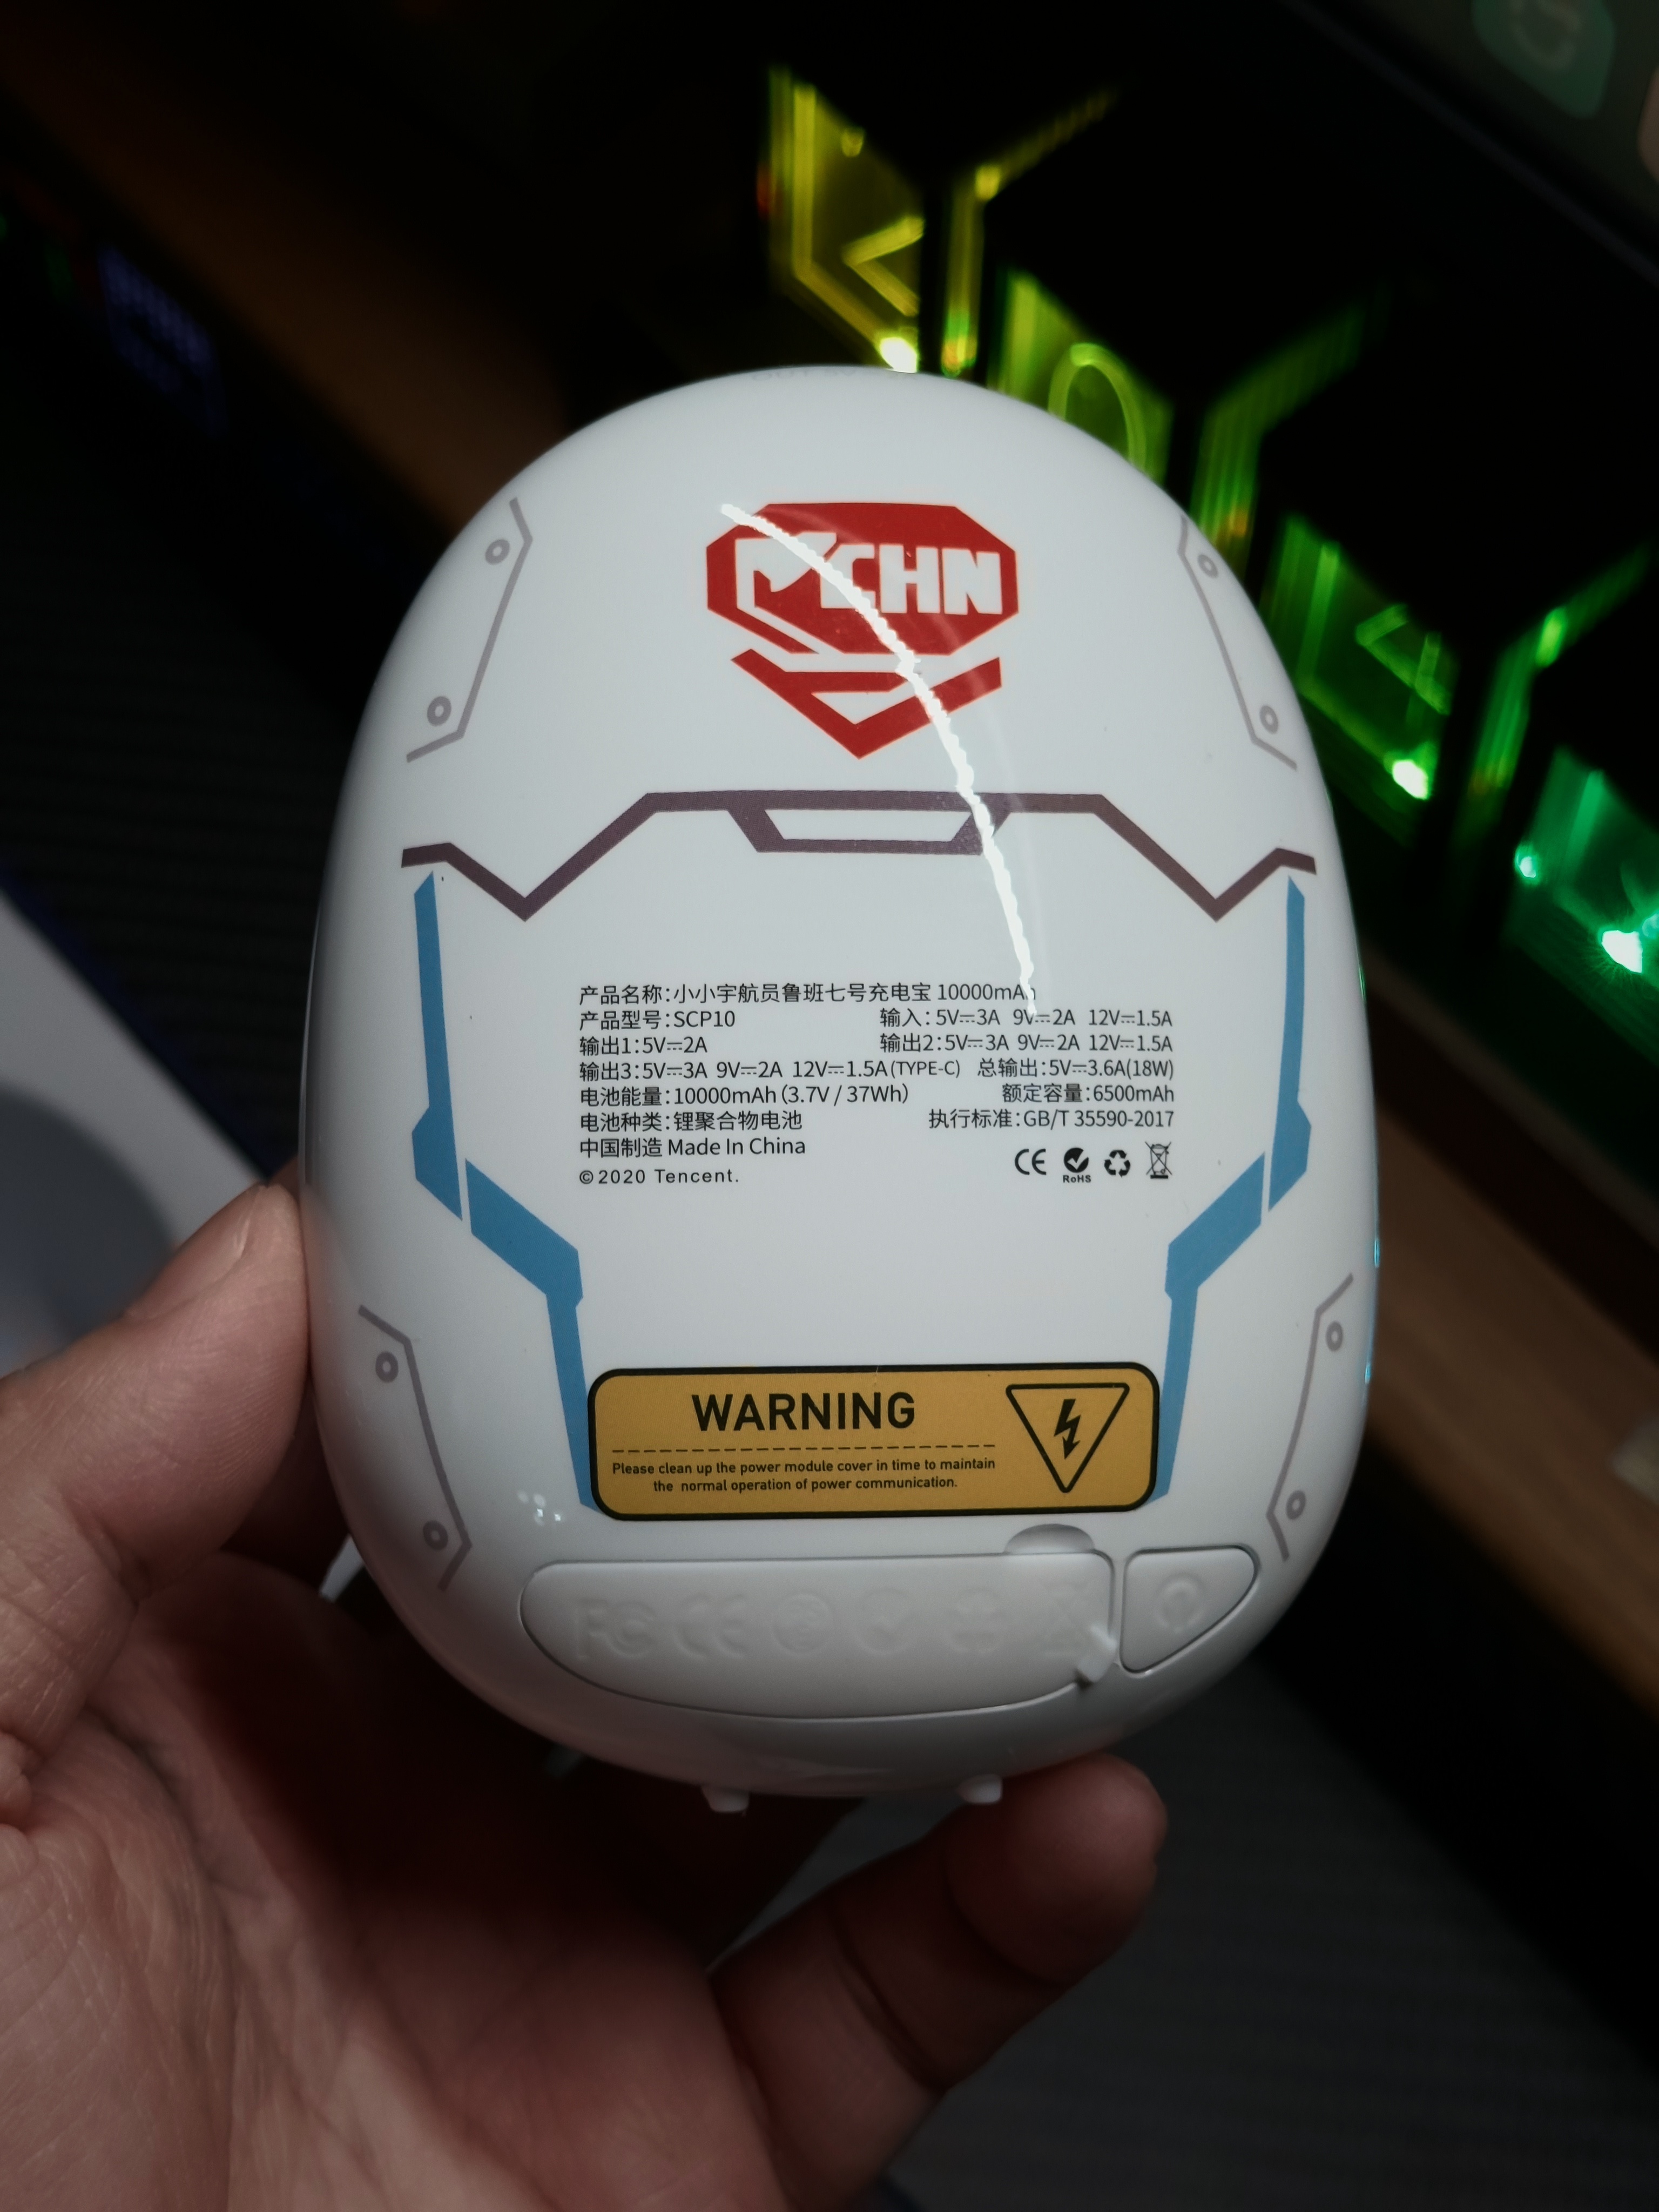 CHN
产品名称:小小宇航员鲁班七号充电宝 10000mAh
产品型号:SCP10 输入:5V⎓3A 9V⎓2A 12V⎓1.5A
输出1:5V⎓2A 输出2:5V⎓3A 9V⎓2A 12V⎓1.5A
输出3:5V⎓3A 9V⎓2A 12V⎓1.5A(TYPE-C) 总输出:5V⎓3.6A(18W)
电池能量:10000mAh(3.7V / 37Wh) 额定容量:6500mAh
电池种类:锂聚合物电池 执行标准:GB/T 35590-2017
中国制造 Made In China
©2020 Tencent. CE RoHS
WARNING
Please clean up the power module cover in time to maintain
the normal operation of power communication.
FC CE